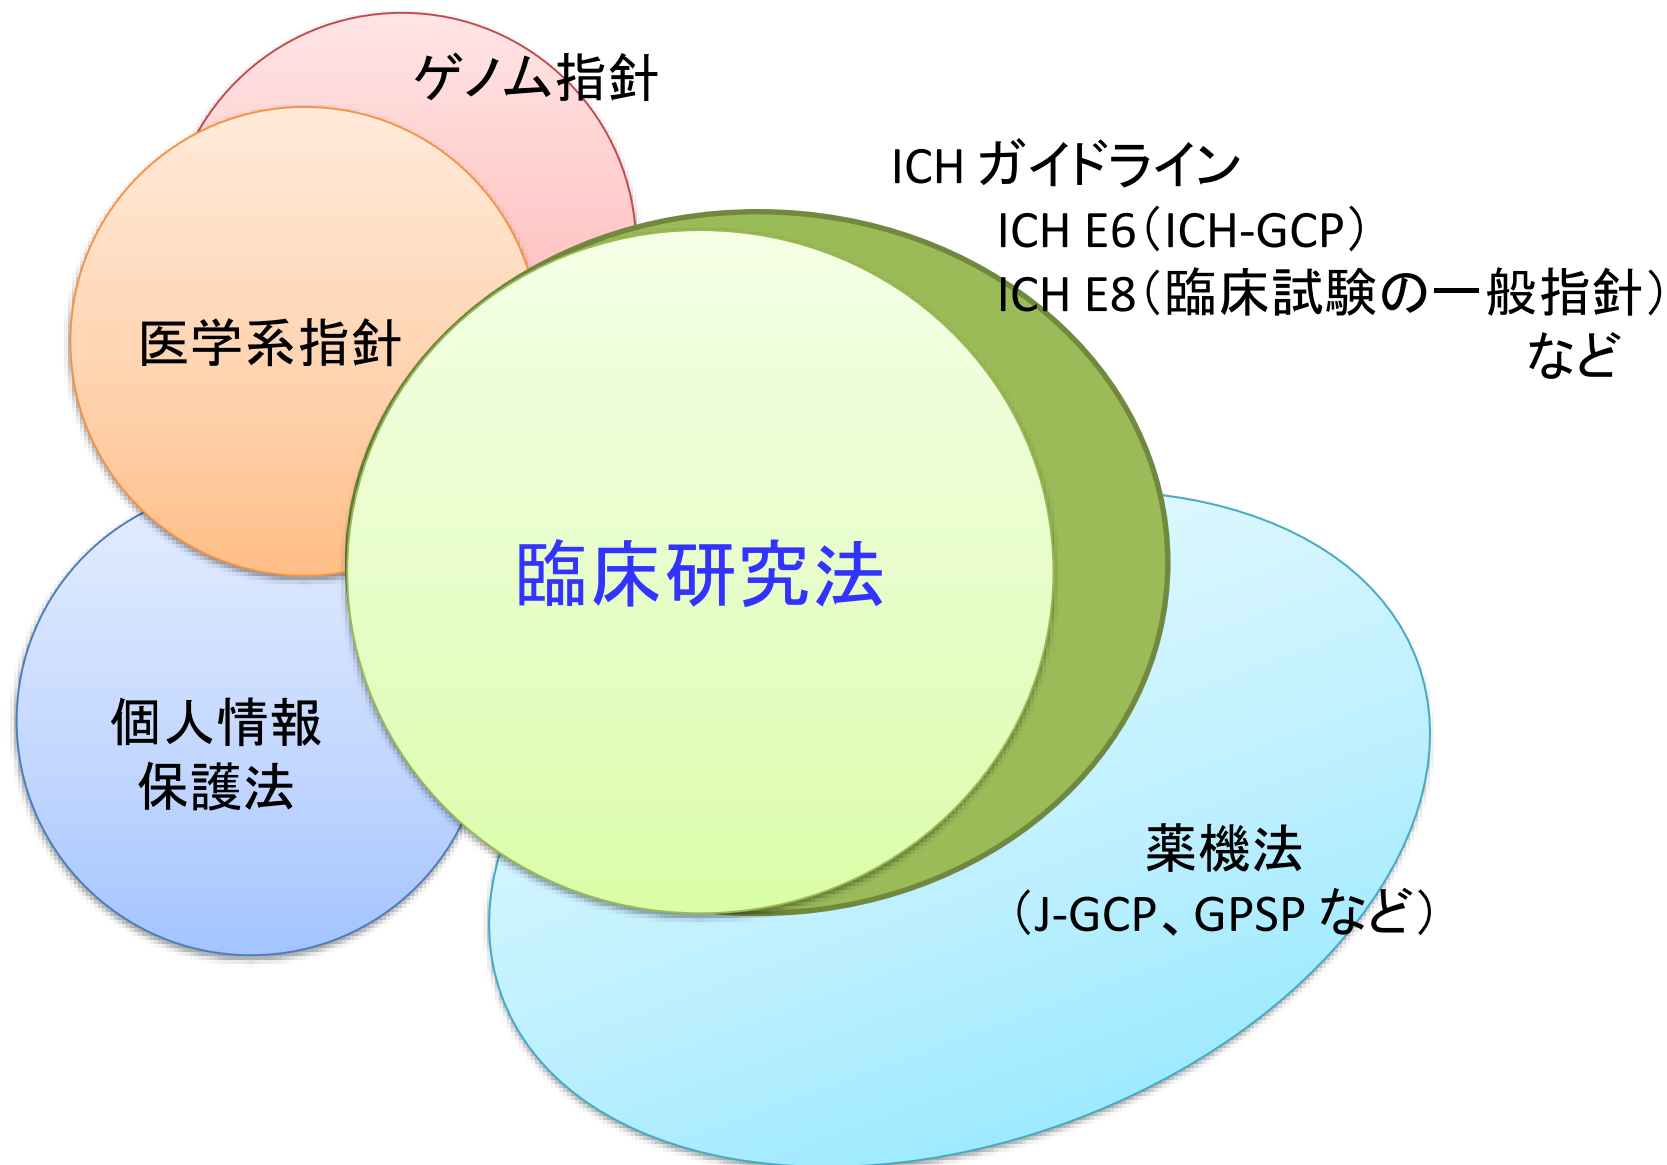 ゲノム指針
ICH ガイドライン
ICH E6（ICH-GCP）
ICH E8（臨床試験の一般指針）
など
医学系指針
臨床研究法
個人情報
保護法
薬機法
（J-GCP、GPSP など）